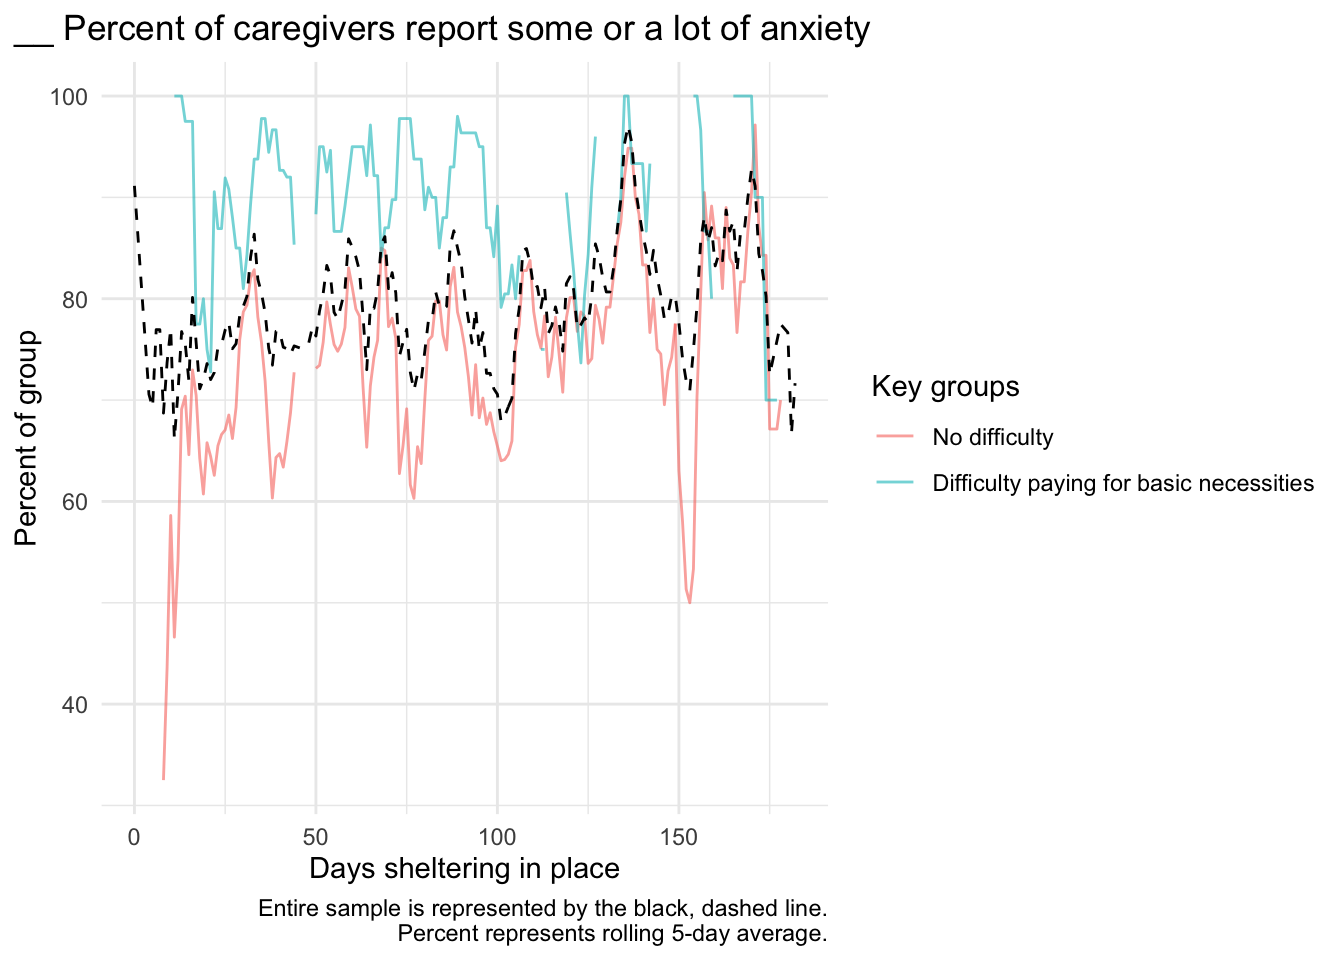 __ Percent of caregivers report some or a lot of anxiety
Percent of group
100
80
60
40
0
50
100
150
Days sheltering in place
Key groups
No difficulty
Difficulty paying for basic necessities
Entire sample is represented by the black, dashed line.
Percent represents rolling 5-day average.